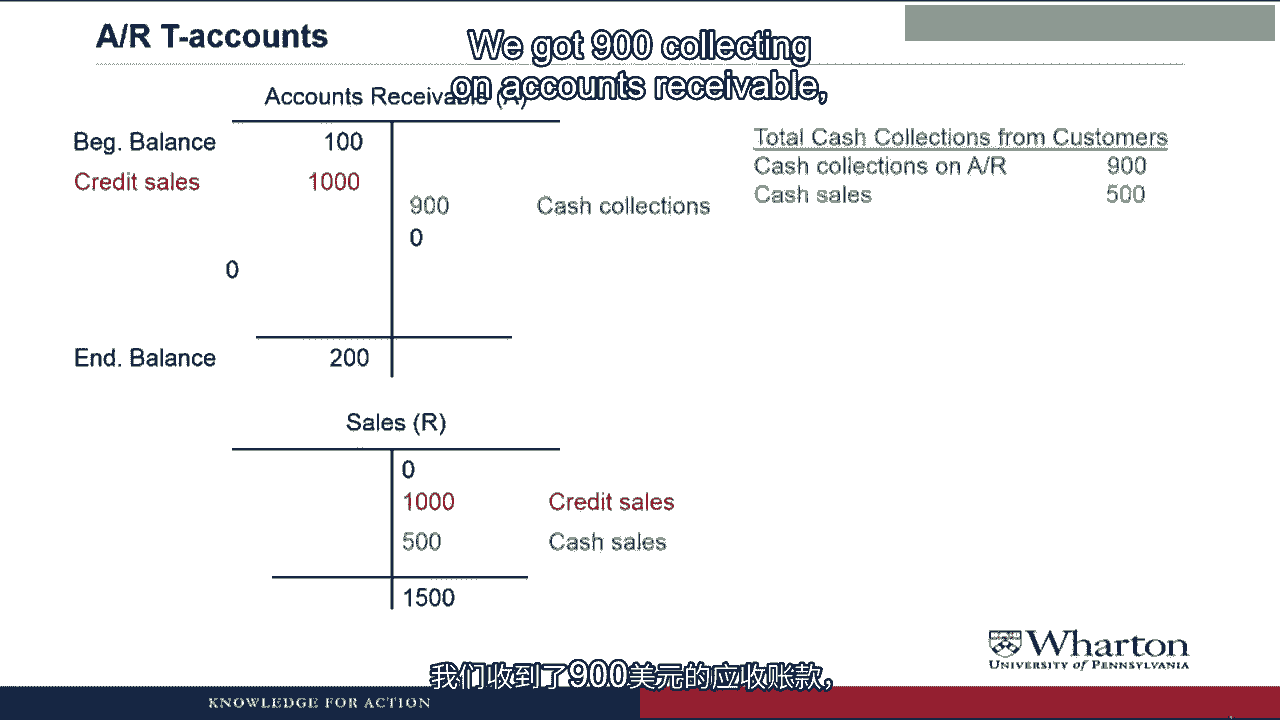 A/R T-accounts
We got 900 collecting
on accounts receivable,
Accounts Receivable (A)
Beg. Balance 100
Credit sales 1000
900 Cash collections
0
0
End. Balance 200
Total Cash Collections from Customers
Cash collections on A/R 900
Cash sales 500
Sales (R)
0
1000 Credit sales
500 Cash sales
1500
Wharton
UNIVERSITY OF PENNSYLVANIA
我们收到了900美元的应收账款,
KNOWLEDGE FOR ACTION